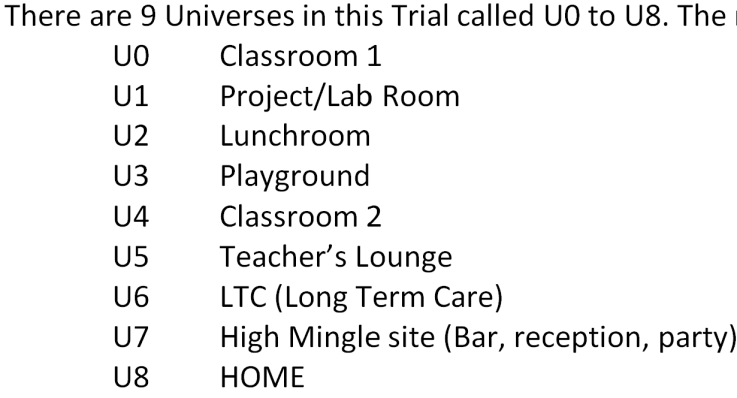 There are 9 Universes in this Trial called U0 to U8. The
U0 Classroom 1
U1 Project/Lab Room
U2 Lunchroom
U3 Playground
U4 Classroom 2
U5 Teacher’s Lounge
U6 LTC (Long Term Care)
U7 High Mingle site (Bar, reception, party)
U8 HOME